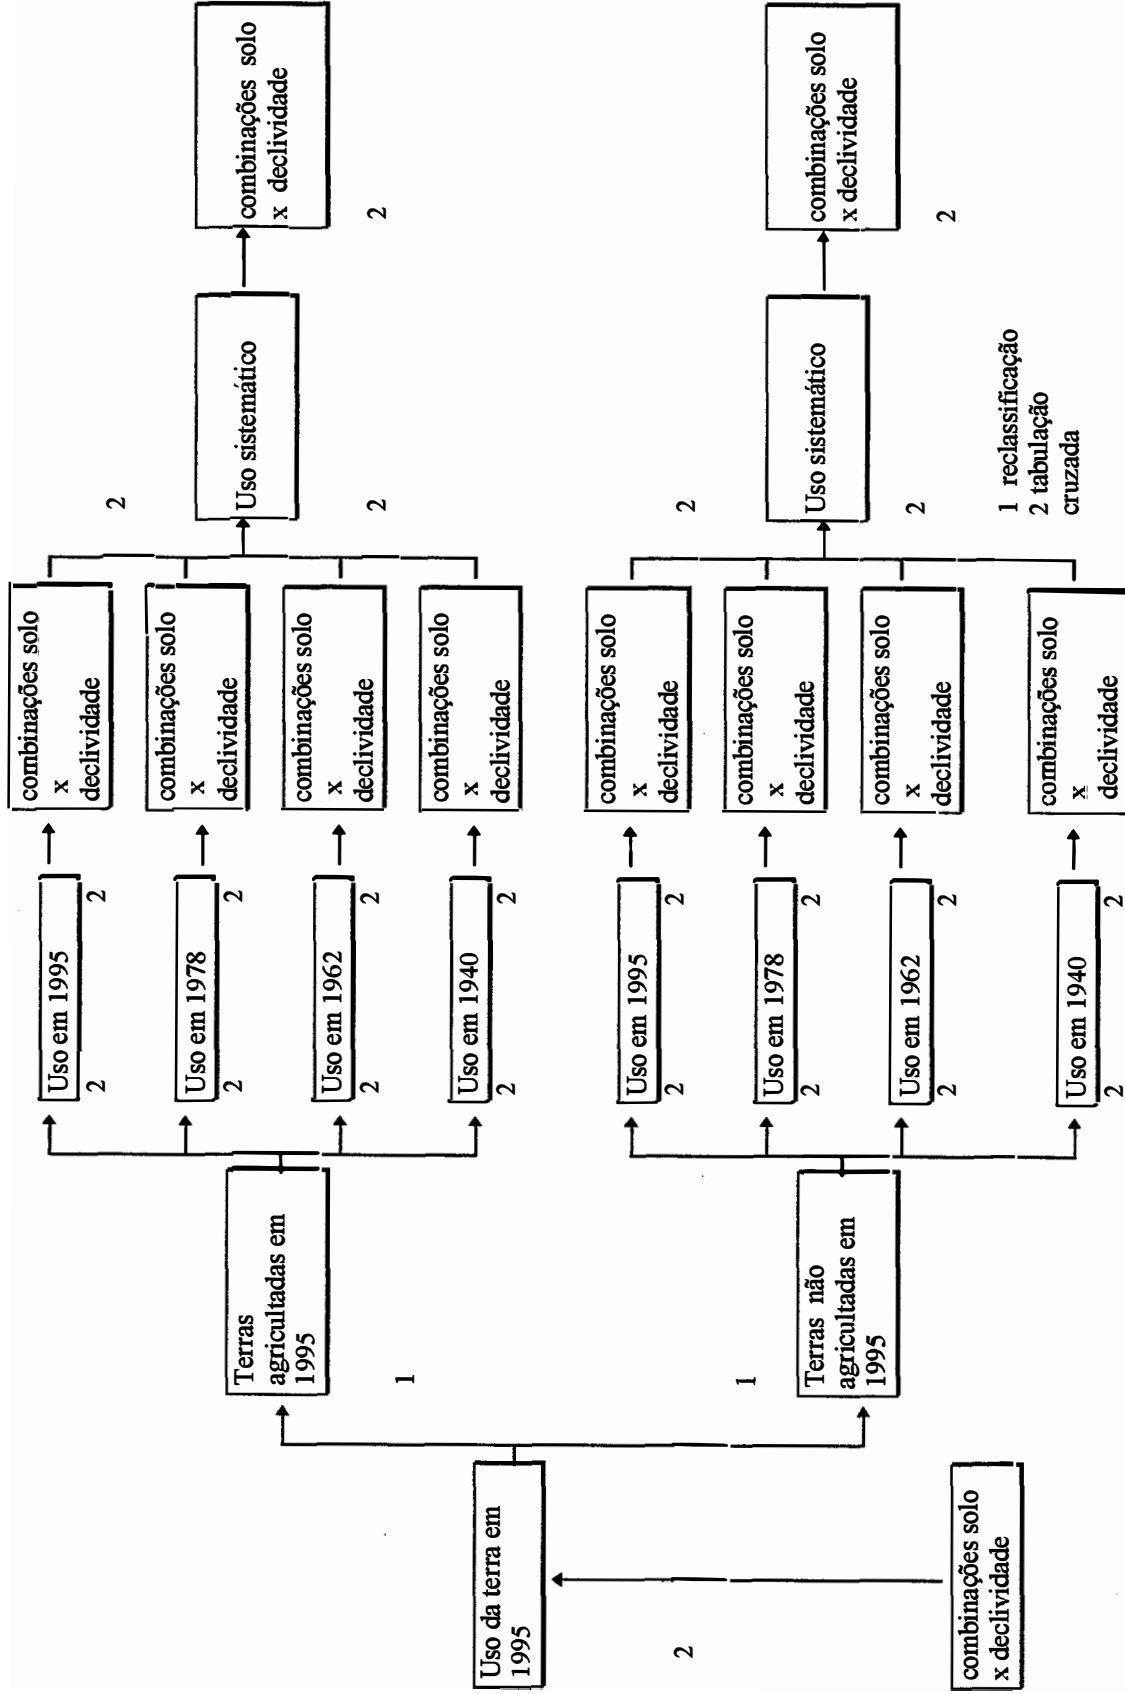 Uso da terra em
1995
2
combinações solo
x declividade
1
1
Terras
agricultadas em
1995
Terras não
agricultadas em
1995
Uso em 1995
2
2
Uso em 1978
2
2
Uso em 1962
2
2
Uso em 1940
2
2
Uso em 1995
2
2
Uso em 1978
2
2
Uso em 1962
2
2
Uso em 1940
2
2
combinações solo
x
declividade
combinações solo
x
declividade
combinações solo
x
declividade
combinações solo
x
declividade
combinações solo
x
declividade
combinações solo
x
declividade
combinações solo
x
declividade
combinações solo
x
declividade
2
Uso sistemático
2
2
Uso sistemático
2
combinações solo
x declividade
2
combinações solo
x declividade
2
1 reclassificação
2 tabulação
cruzada